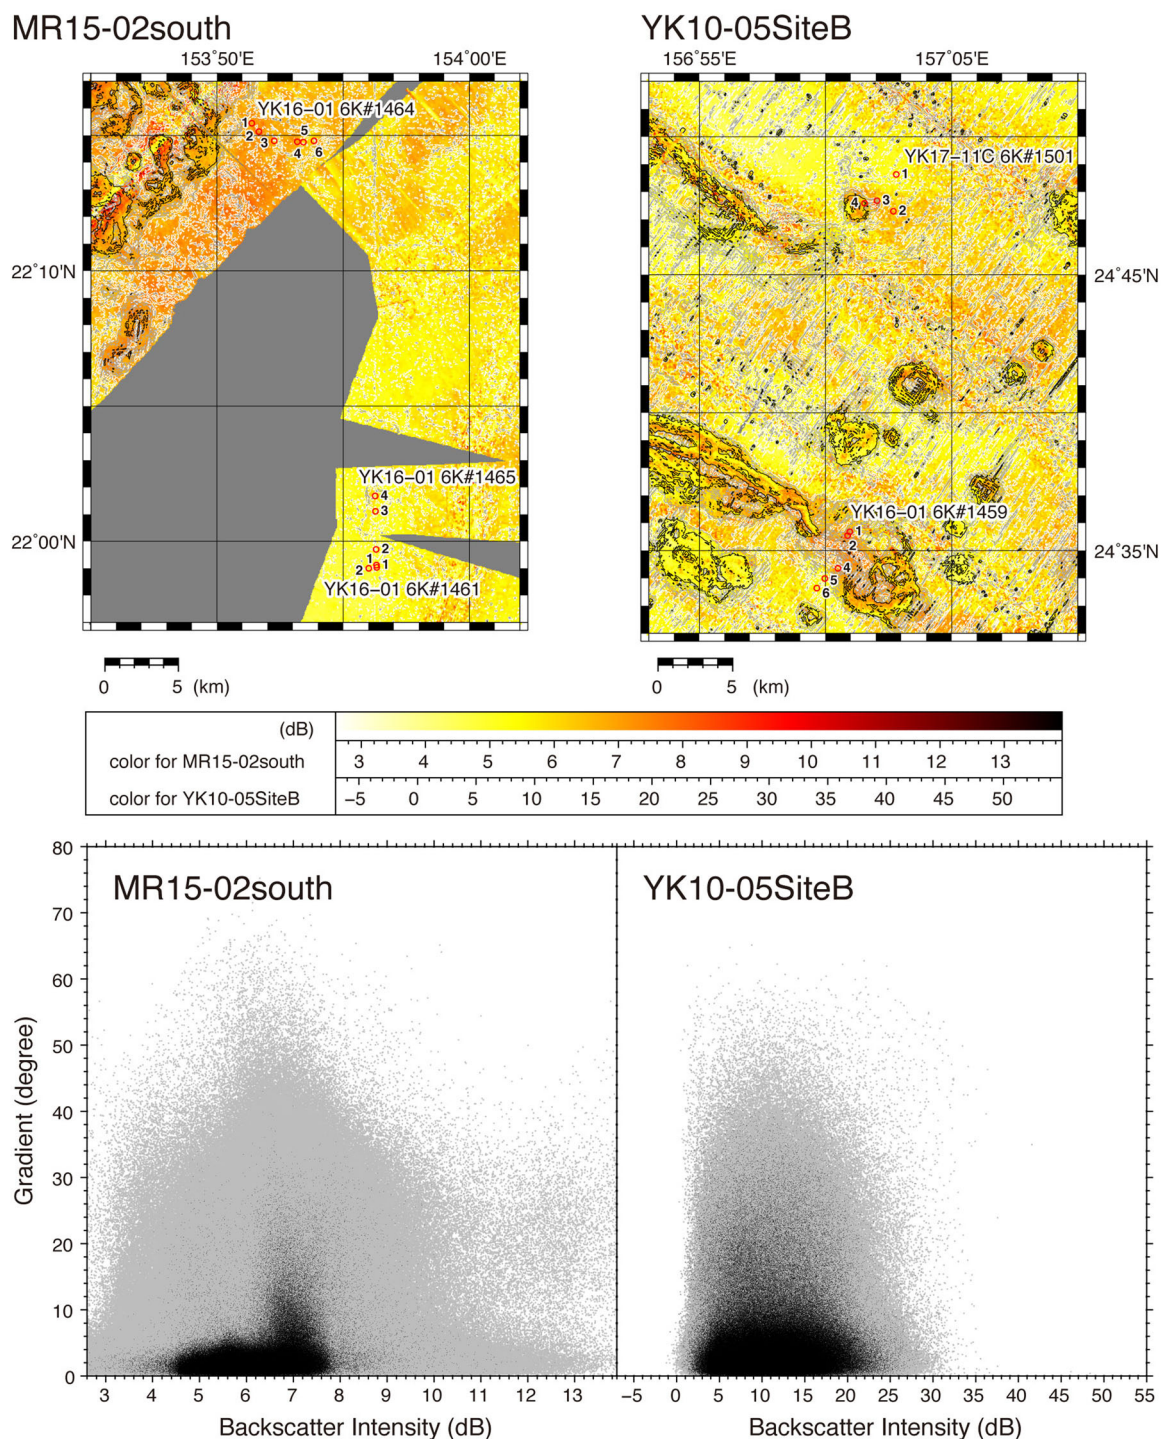 MR15-02south
YK10-05SiteB
153˚50'E
154˚00'E
156˚55'E
157˚05'E
YK16-01 6K#1464
1
2
3
4
5
6
YK17-11C 6K#1501
1
2
3
4
22˚10'N
24˚45'N
YK16-01 6K#1465
4
3
2
1
YK16-01 6K#1459
1
2
4
5
6
22˚00'N
24˚35'N
1
2
YK16-01 6K#1461
0 5 (km)
0 5 (km)
(dB)
color for MR15-02south
3 4 5 6 7 8 9 10 11 12 13
color for YK10-05SiteB
-5 0 5 10 15 20 25 30 35 40 45 50
MR15-02south
YK10-05SiteB
Gradient (degree)
80
70
60
50
40
30
20
10
0
3 4 5 6 7 8 9 10 11 12 13
-5 0 5 10 15 20 25 30 35 40 45 50 55
Backscatter Intensity (dB)
Backscatter Intensity (dB)